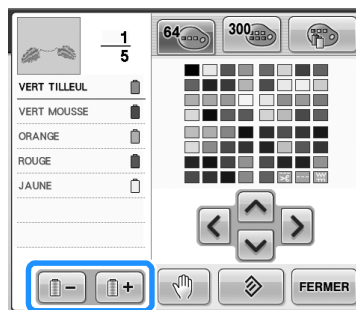 1
5
64
300
VERT TILLEUL
VERT MOUSSE
ORANGE
ROUGE
JAUNE
FERMER